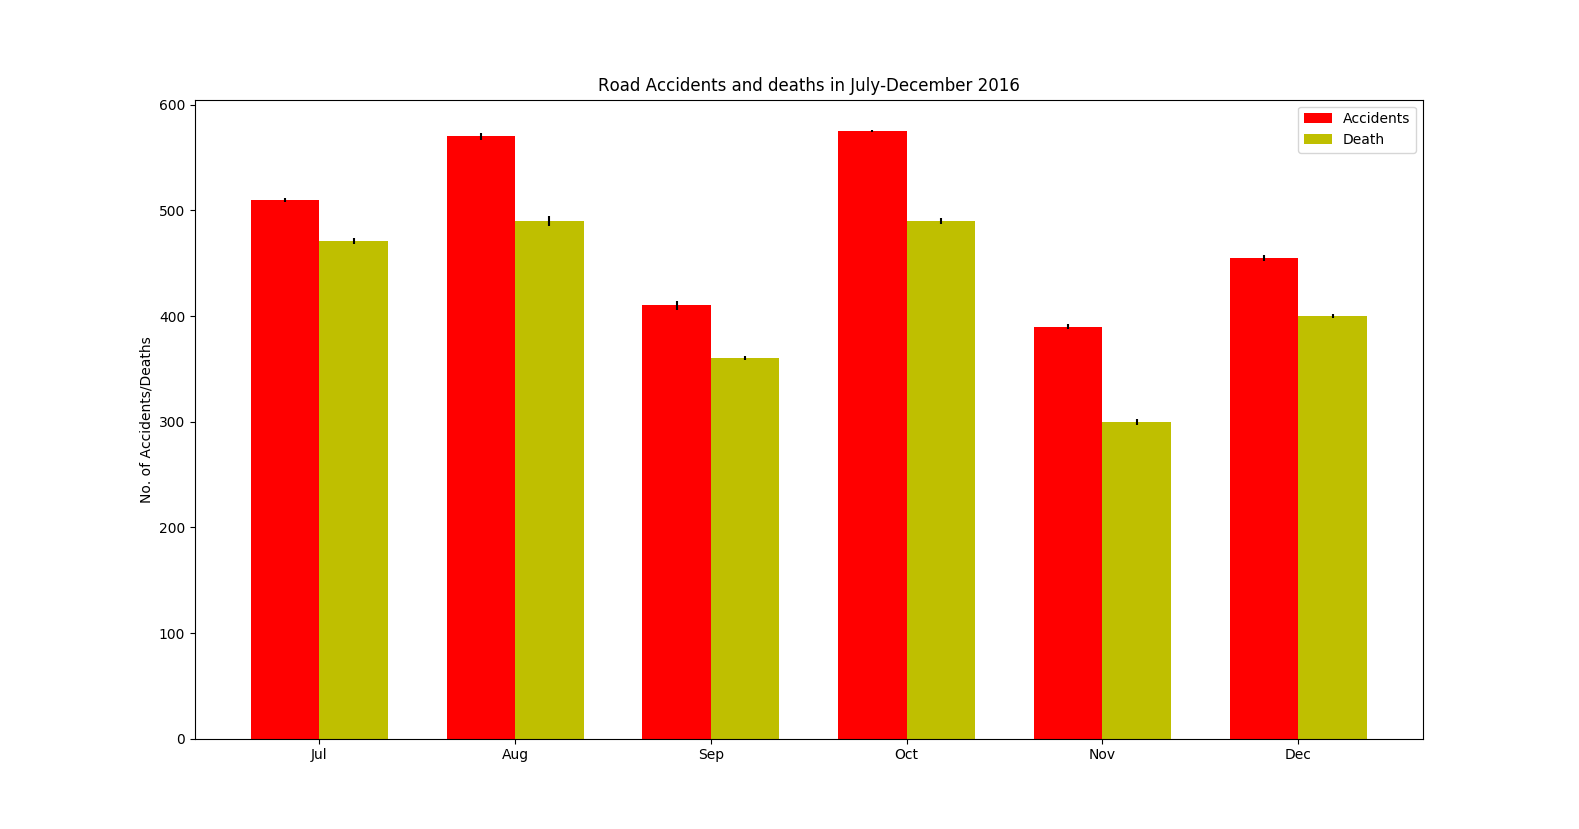 Road Accidents and deaths in July-December 2016
Accidents
Death
No. of Accidents/Deaths
600
500
400
300
200
100
0
Jul Aug Sep Oct Nov Dec